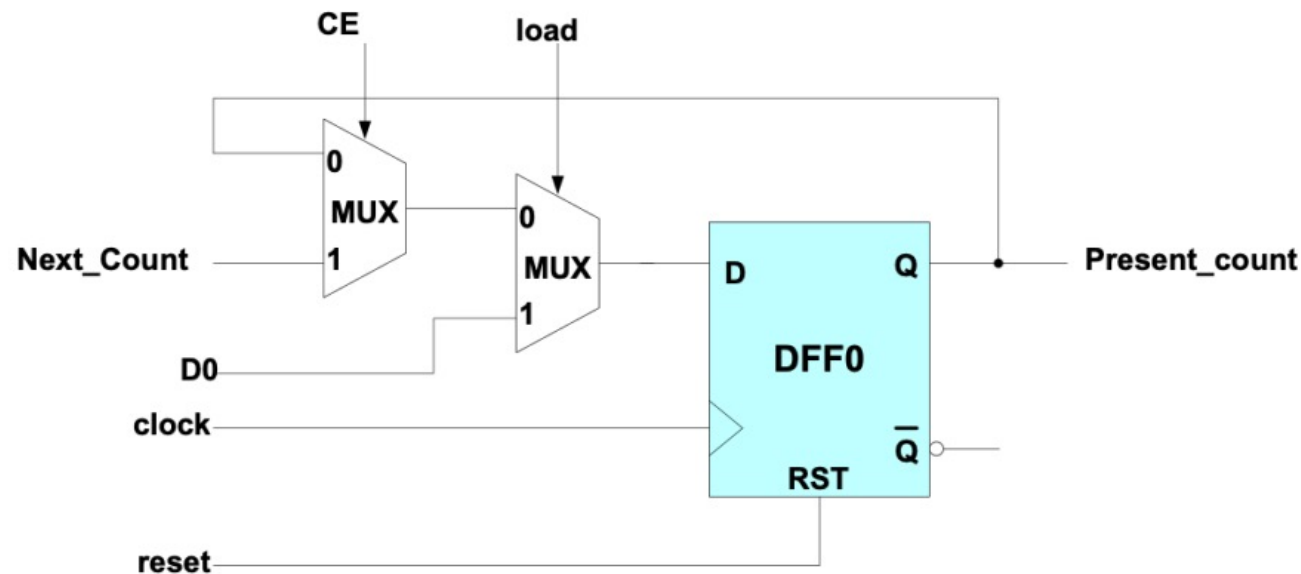 CE
load
0
MUX
1
0
MUX
1
Next_Count
D0
clock
reset
D
Q
DFF0
Q̅
RST
Present_count